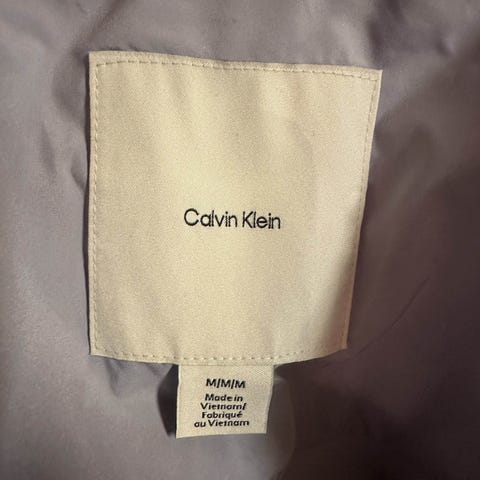 Calvin Klein
M/M/M
Made in
Vietnam/
Fabriqué
au Vietnam